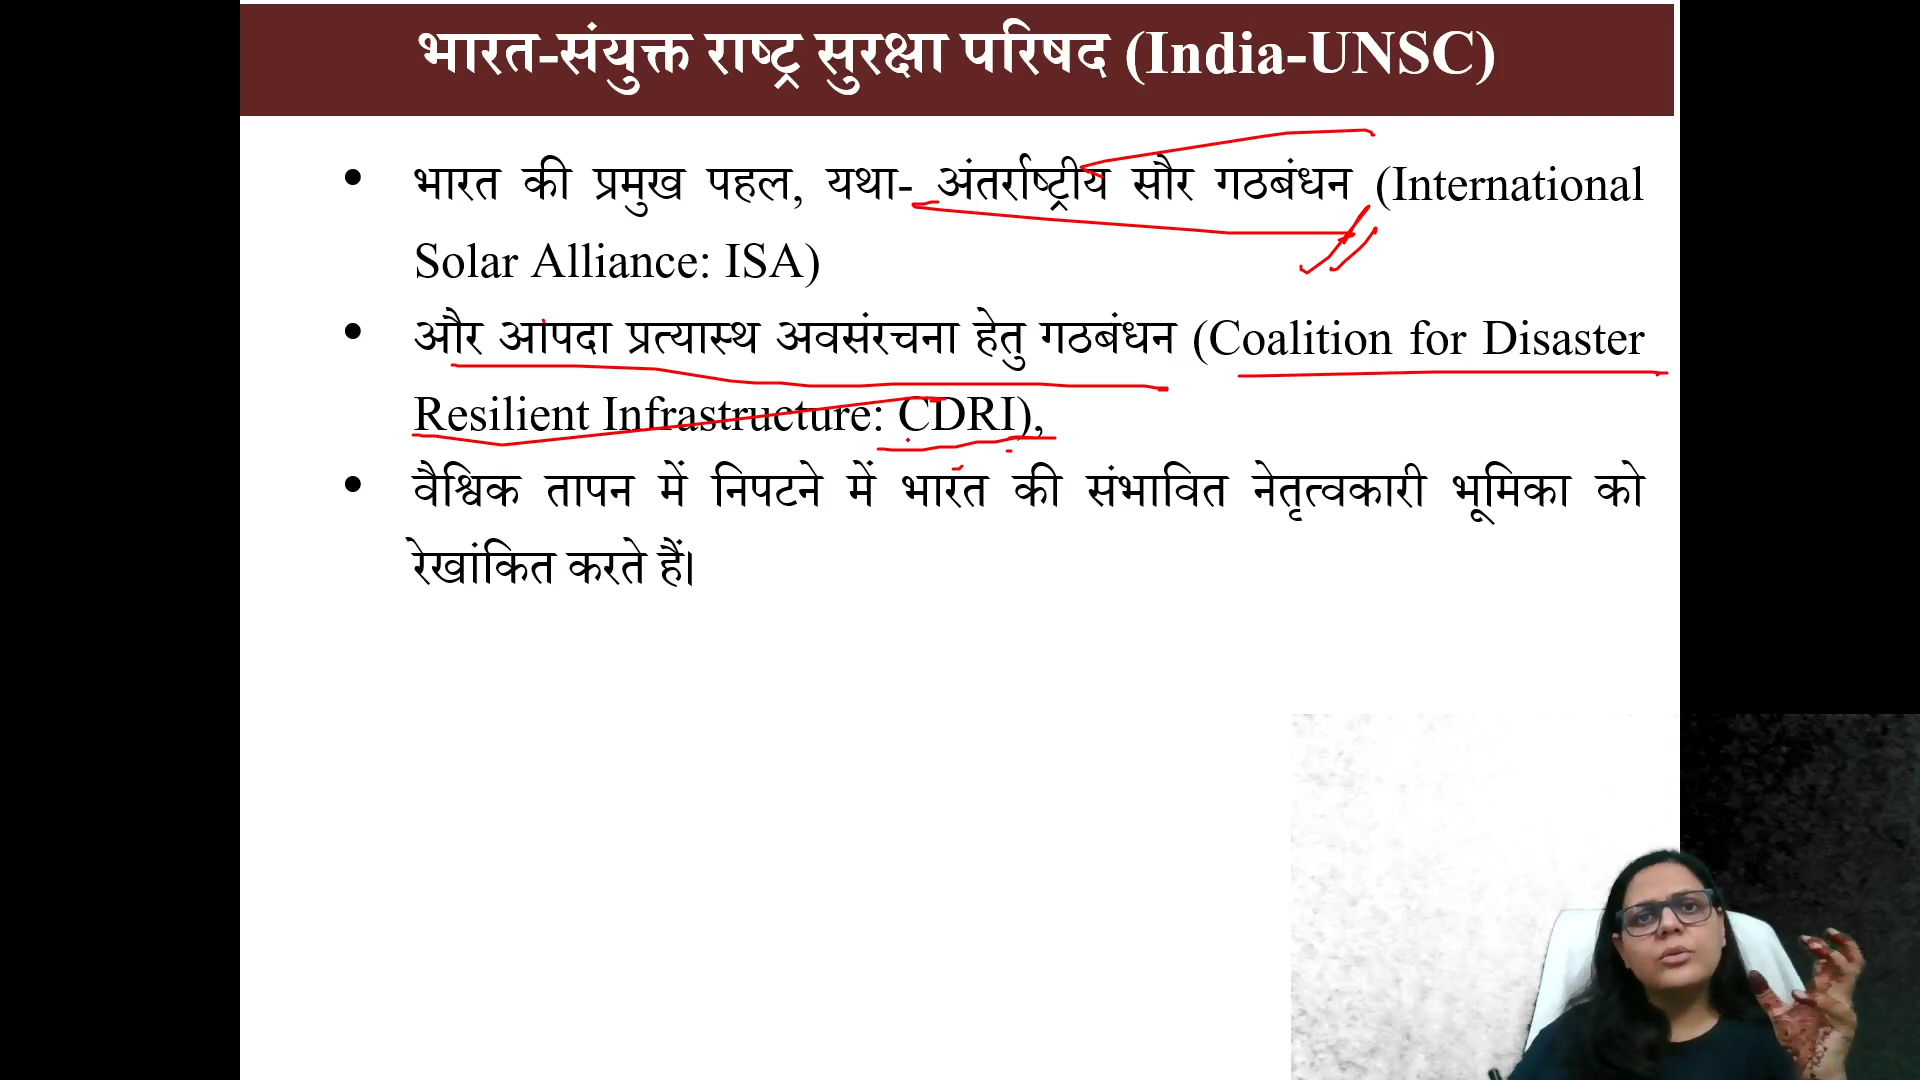 भारत-संयुक्त राष्ट्र सुरक्षा परिषद (India-UNSC)
• भारत की प्रमुख पहल, यथा- अंतर्राष्ट्रीय सौर गठबंधन (International
Solar Alliance: ISA)
• और आपदा प्रत्यास्थ अवसंरचना हेतु गठबंधन (Coalition for Disaster
Resilient Infrastructure: CDRI),
• वैश्विक तापन में निपटने में भारत की संभावित नेतृत्वकारी भूमिका को
रेखांकित करते हैं।